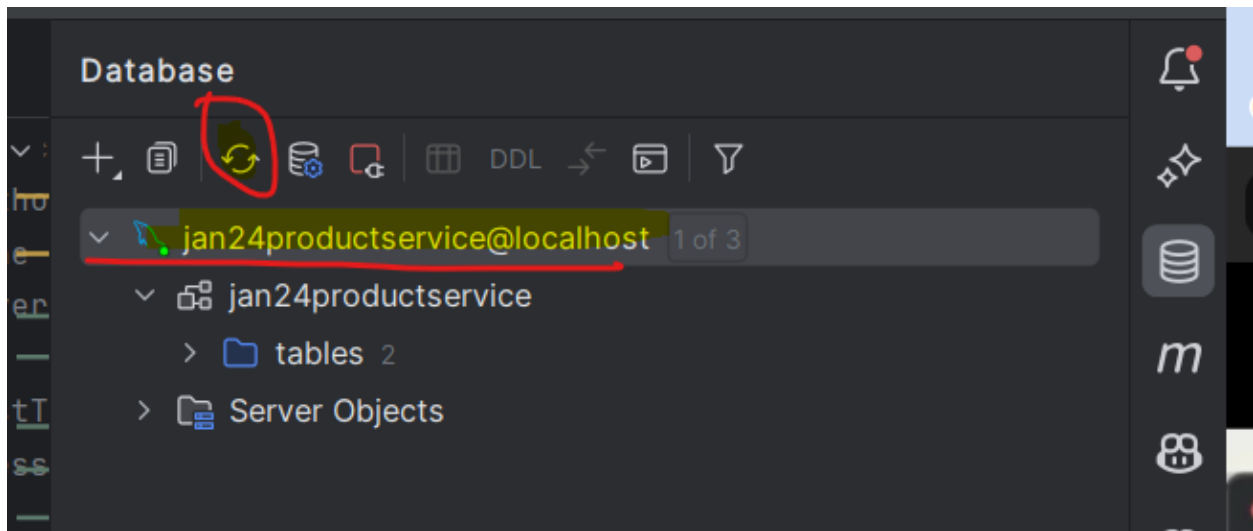 Database
DDL
jan24productservice@localhost 1 of 3
jan24productservice
tables 2
Server Objects
m